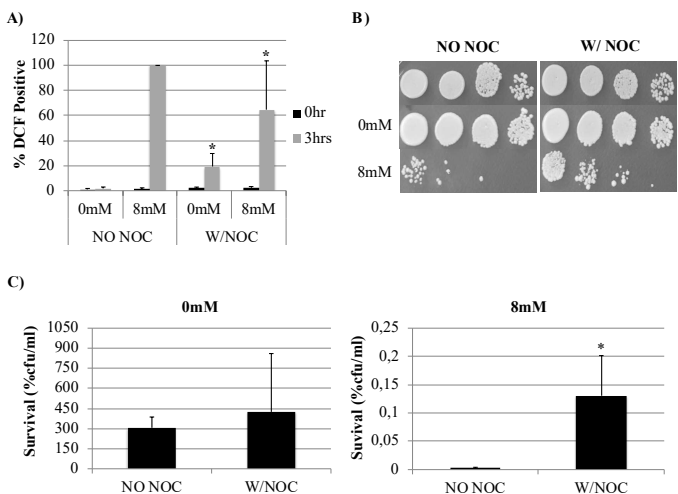 A)
120
100
80
60
40
20
0
% DCF Positive
*
*
0hr
3hrs
0mM
8mM
0mM
8mM
NO NOC
W/NOC
B)
NO NOC
W/ NOC
0mM
8mM
C)
0mM
1050
900
750
600
450
300
150
0
Survival (%cfu/ml)
NO NOC
W/NOC
8mM
0,25
0,2
0,15
0,1
0,05
0
Suvival (%cfu/ml)
*
NO NOC
W/NOC